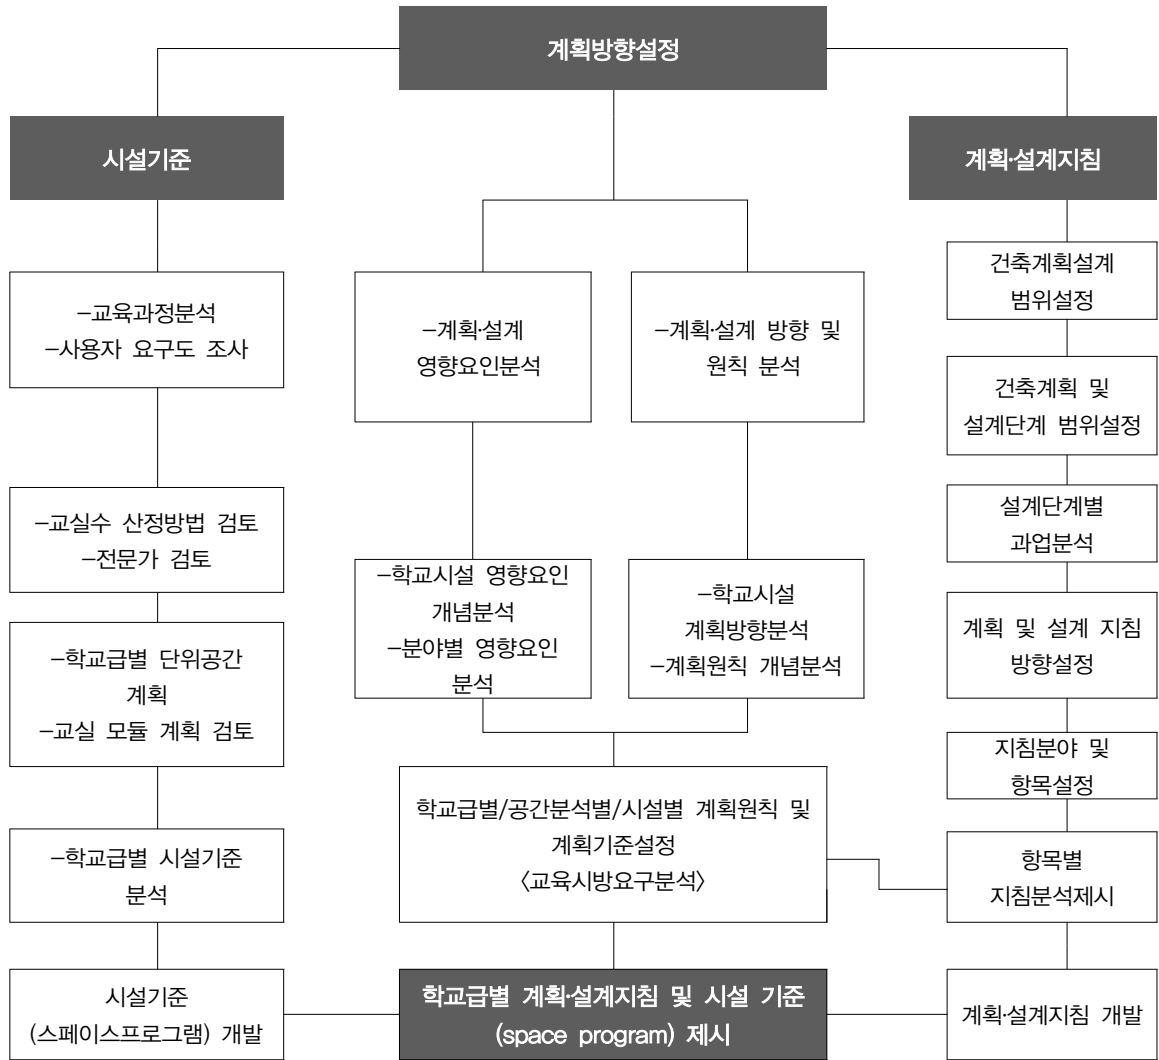 계획방향설정
시설기준
계획·설계지침
–교육과정분석
–사용자 요구도 조사
–교실수 산정방법 검토
–전문가 검토
–학교급별 단위공간
계획
–교실 모듈 계획 검토
–학교급별 시설기준
분석
시설기준
(스페이스프로그램) 개발
–계획·설계
영향요인분석
–계획·설계 방향 및
원칙 분석
–학교시설 영향요인
개념분석
–분야별 영향요인
분석
–학교시설
계획방향분석
–계획원칙 개념분석
학교급별/공간분석별/시설별 계획원칙 및
계획기준설정
〈교육시방요구분석〉
학교급별 계획·설계지침 및 시설 기준
(space program) 제시
건축계획설계
범위설정
건축계획 및
설계단계 범위설정
설계단계별
과업분석
계획 및 설계 지침
방향설정
지침분야 및
항목설정
항목별
지침분석제시
계획·설계지침 개발